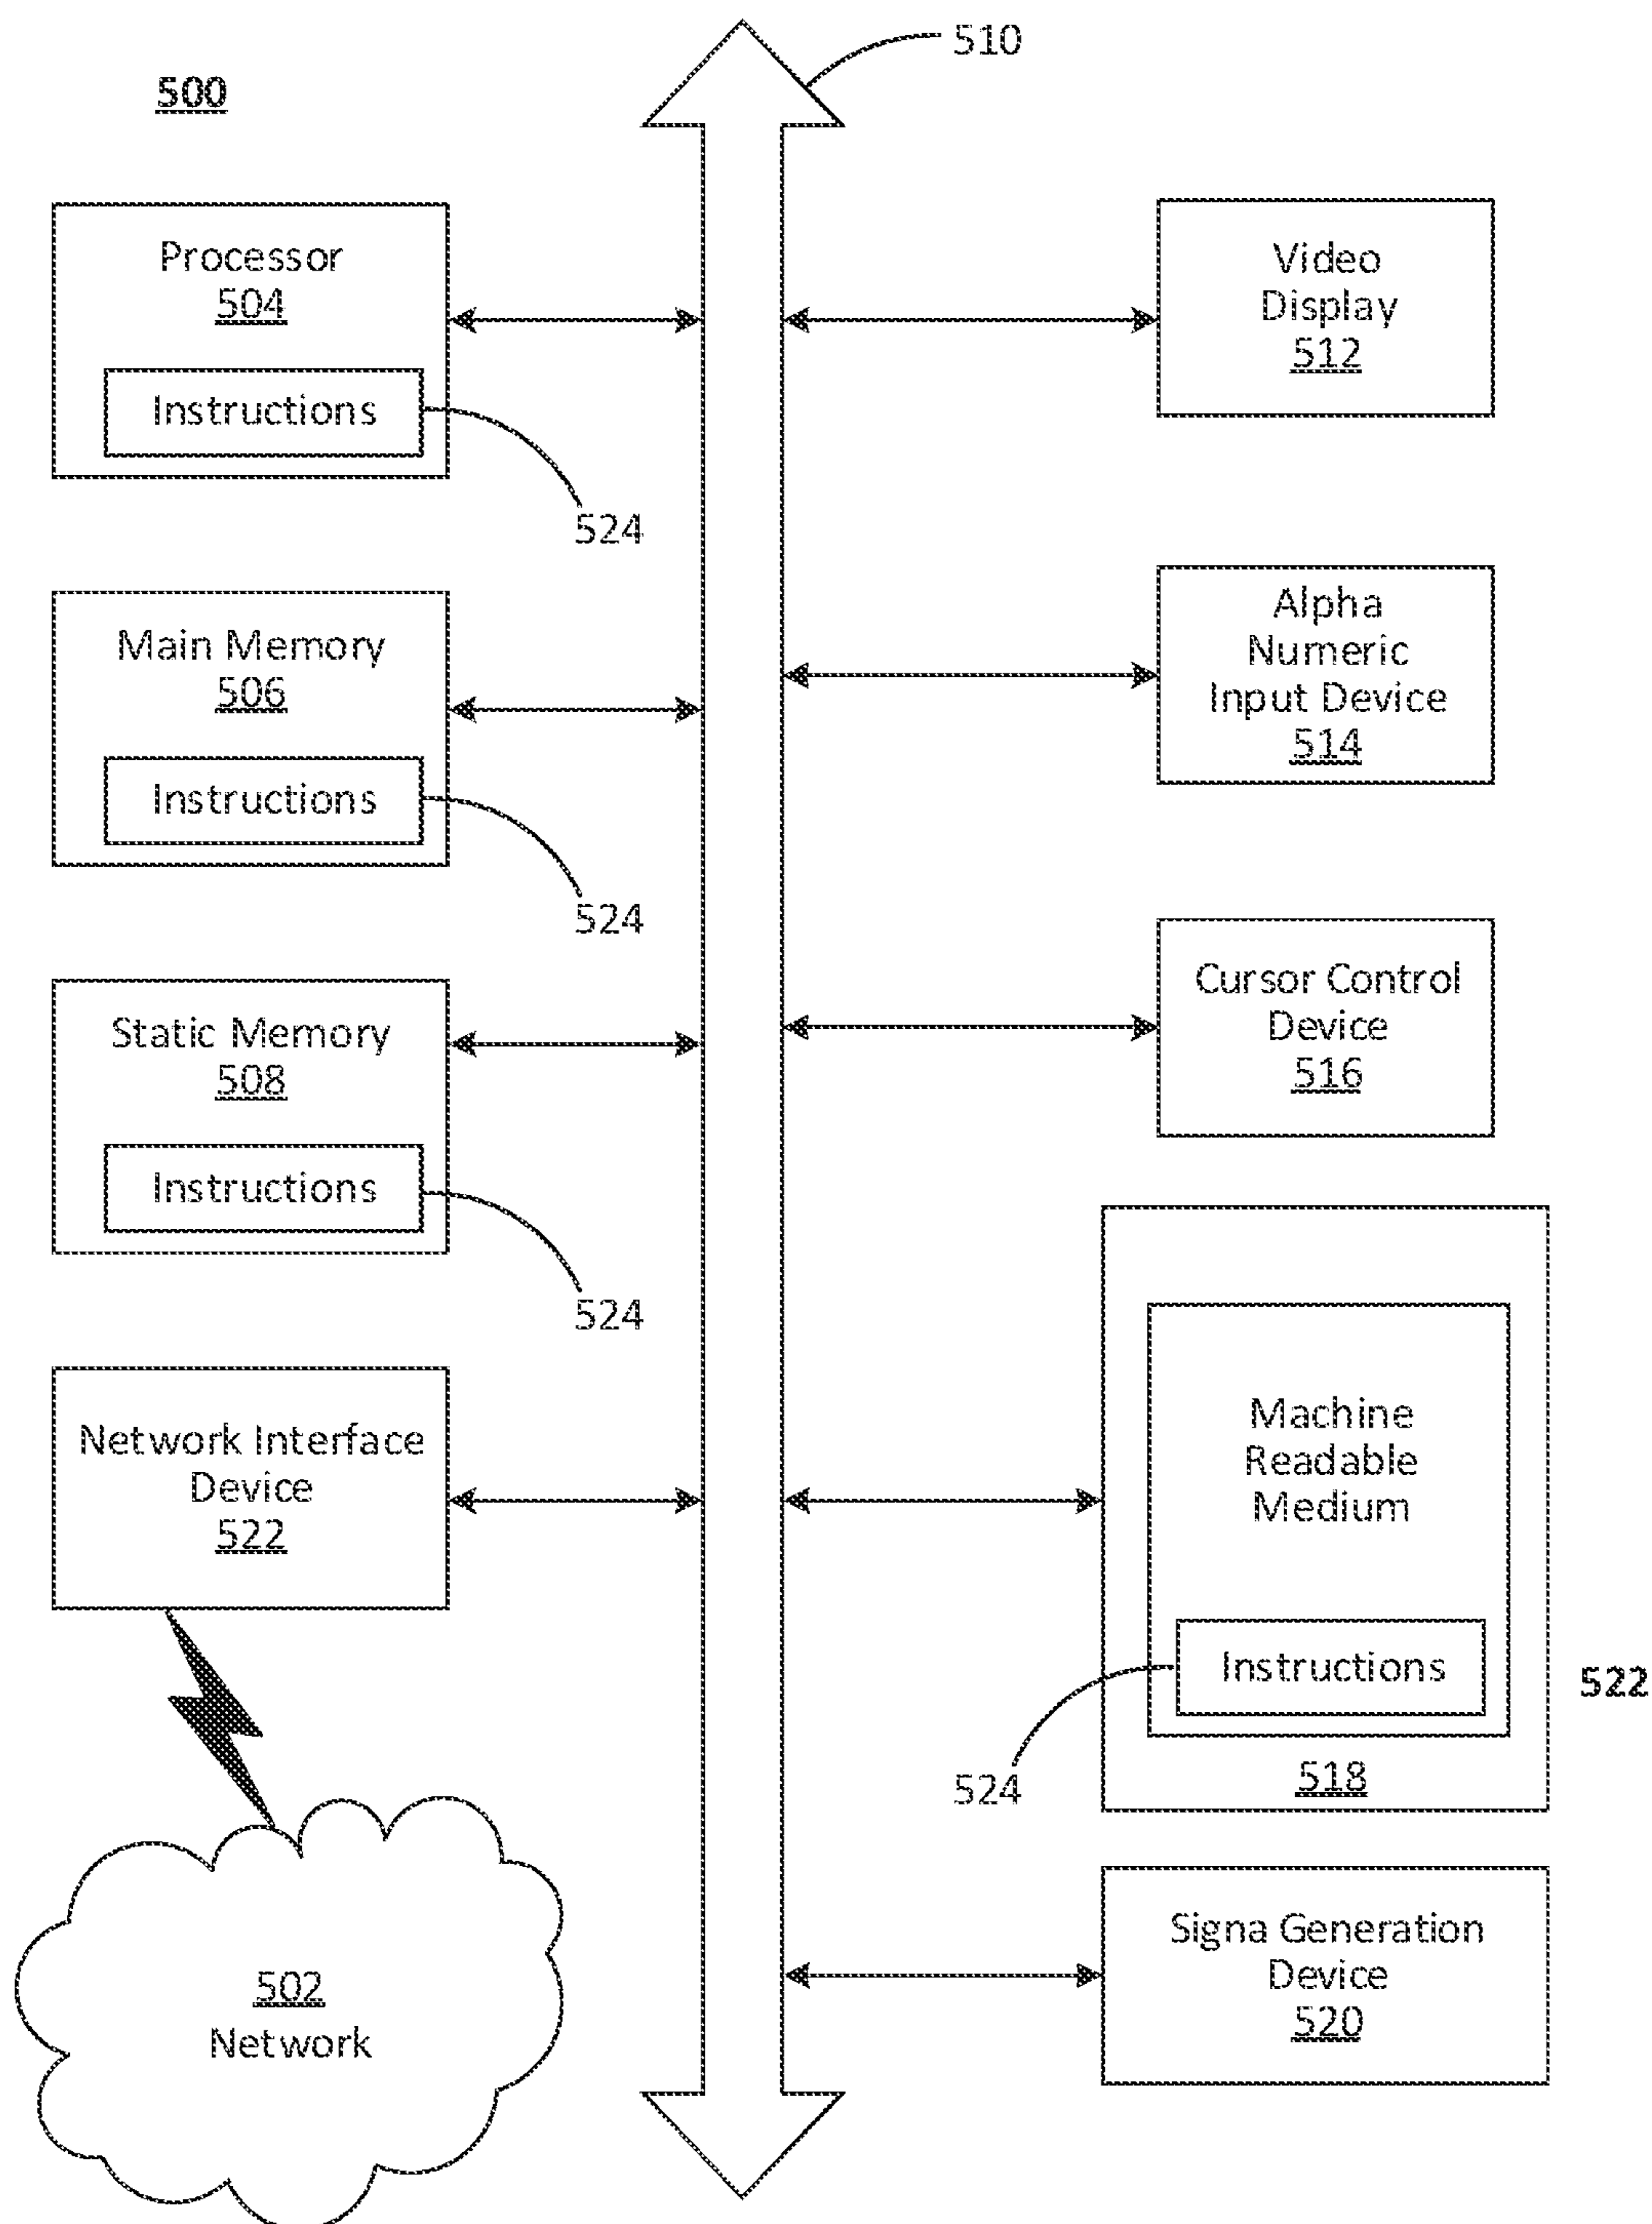 510
500
Processor
504
Instructions
524
Main Memory
506
Instructions
524
Static Memory
508
Instructions
524
Network Interface
Device
522
502
Network
Video
Display
512
Alpha
Numeric
Input Device
514
Cursor Control
Device
516
Machine
Readable
Medium
Instructions
522
524
518
Signa Generation
Device
520